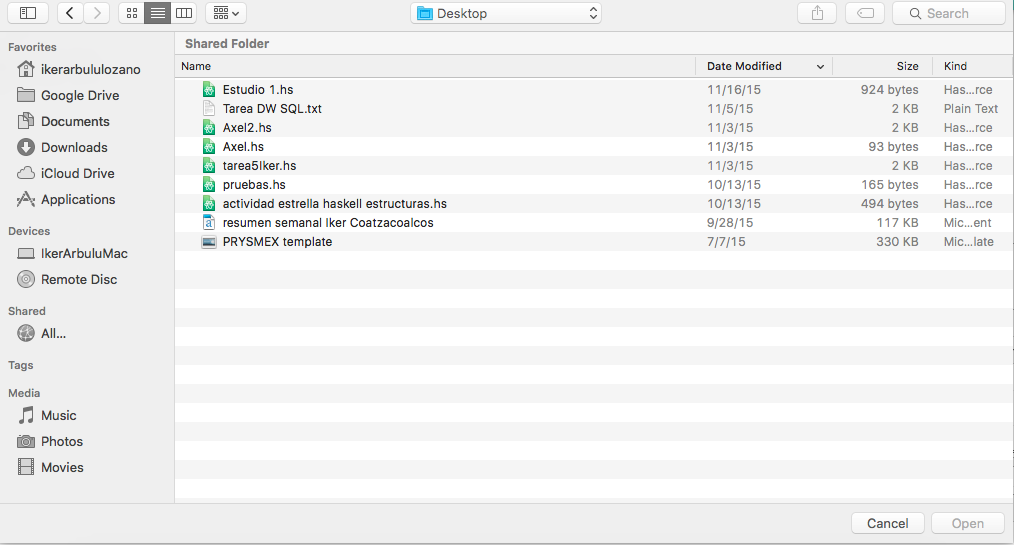 Desktop
Search
Favorites
ikerarbululozano
Google Drive
Documents
Downloads
iCloud Drive
Applications
Devices
IkerArbuluMac
Remote Disc
Shared
All...
Tags
Media
Music
Photos
Movies
Shared Folder
Name Date Modified Size Kind
Estudio 1.hs 11/16/15 924 bytes Has...rce
Tarea DW SQL.txt 11/5/15 2 KB Plain Text
Axel2.hs 11/3/15 2 KB Has...rce
Axel.hs 11/3/15 93 bytes Has...rce
tarea5Iker.hs 11/3/15 2 KB Has...rce
pruebas.hs 10/13/15 165 bytes Has...rce
actividad estrella haskell estructuras.hs 10/13/15 494 bytes Has...rce
resumen semanal Iker Coatzacoalcos 9/28/15 117 KB Mic...ent
PRYSMEX template 7/7/15 330 KB Mic...late
Cancel Open